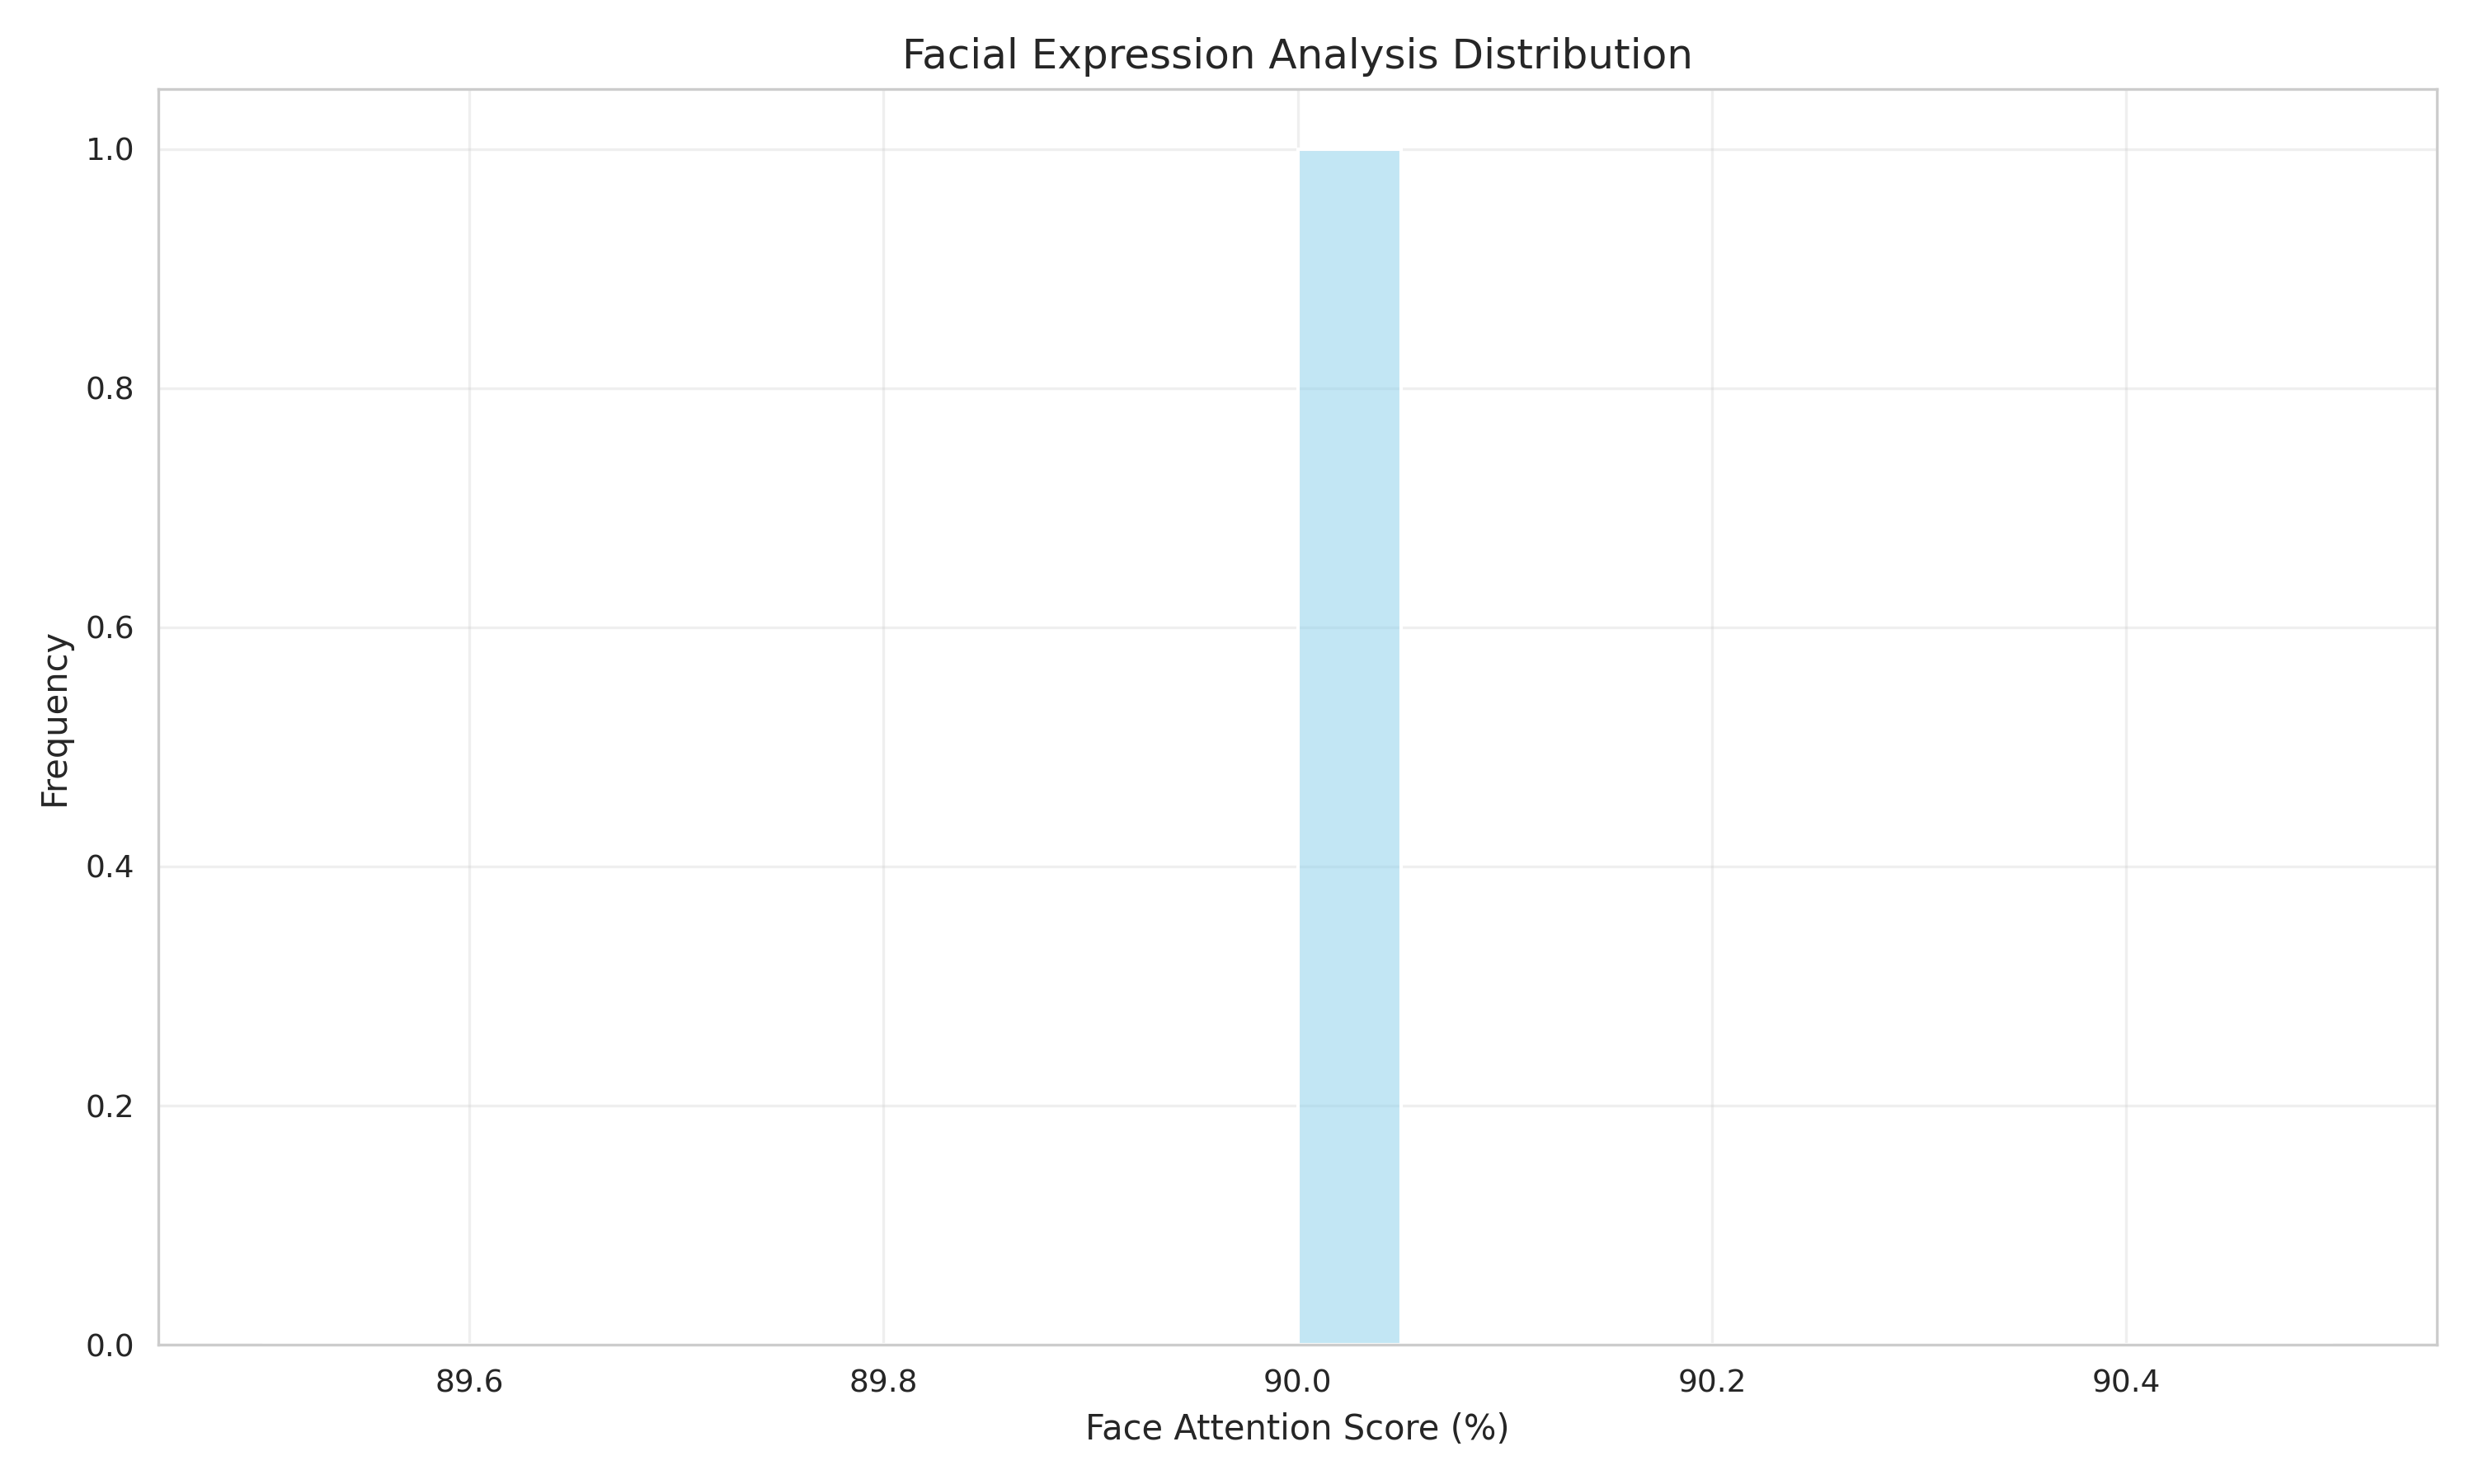 Facial Expression Analysis Distribution
1.0
0.8
0.6
0.4
0.2
0.0
Frequency
89.6 89.8 90.0 90.2 90.4
Face Attention Score (%)